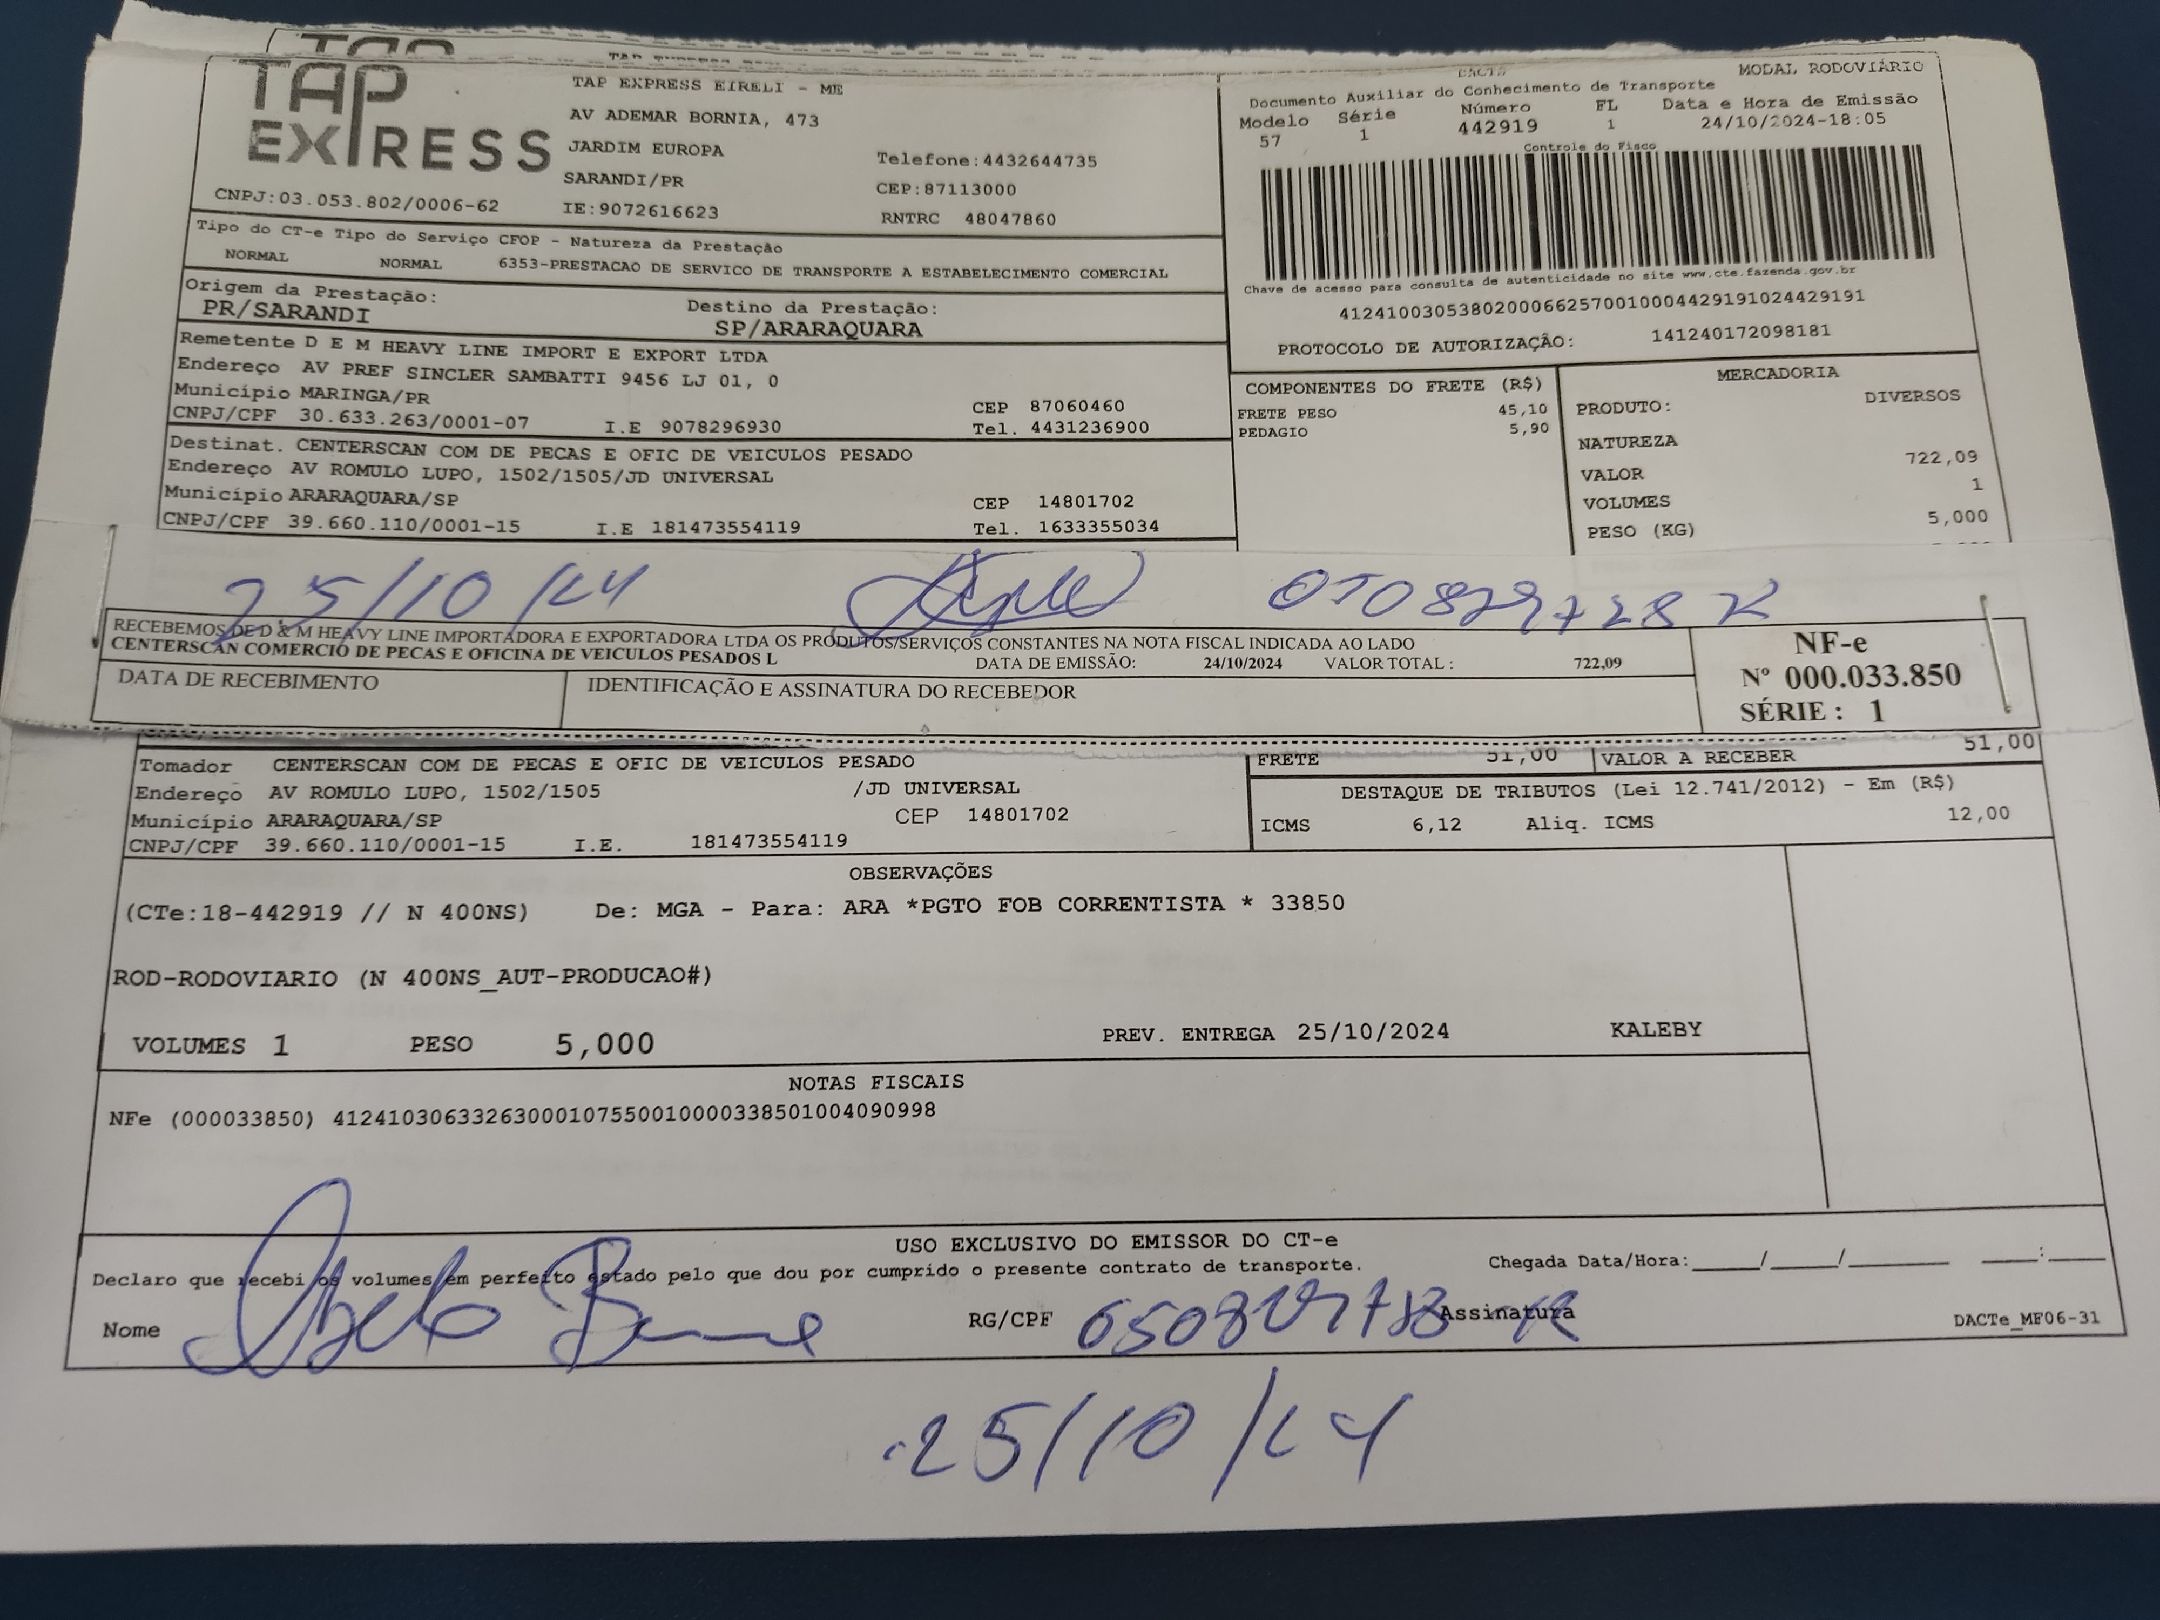 TAP EXPRESS
TAP EXPRESS EIRELI - ME
AV ADEMAR BORNIA, 473
JARDIM EUROPA
Telefone:4432644735
SARANDI/PR
CEP:87113000
CNPJ:03.053.802/0006-62
IE:9072616623
RNTRC 48047860
DACTE
MODAL RODOVIÁRIO
Documento Auxiliar do Conhecimento de Transporte
Modelo Série Número FL Data e Hora de Emissão
57 1 442919 1 24/10/2024-18:05
Controle do Fisco
Chave de acesso para consulta de autenticidade no site www.cte.fazenda.gov.br
41241003053802000662570010004429191024429191
PROTOCOLO DE AUTORIZAÇÃO: 141240172098181
Tipo do CT-e Tipo do Serviço CFOP - Natureza da Prestação
NORMAL NORMAL 6353-PRESTACAO DE SERVICO DE TRANSPORTE A ESTABELECIMENTO COMERCIAL
Origem da Prestação: Destino da Prestação:
PR/SARANDI SP/ARARAQUARA
Remetente D E M HEAVY LINE IMPORT E EXPORT LTDA
Endereço AV PREF SINCLER SAMBATTI 9456 LJ 01, 0
Município MARINGA/PR CEP 87060460
CNPJ/CPF 30.633.263/0001-07 I.E 9078296930 Tel. 4431236900
Destinat. CENTERSCAN COM DE PECAS E OFIC DE VEICULOS PESADO
Endereço AV ROMULO LUPO, 1502/1505/JD UNIVERSAL
Município ARARAQUARA/SP CEP 14801702
CNPJ/CPF 39.660.110/0001-15 I.E 181473554119 Tel. 1633355034
COMPONENTES DO FRETE (R$)
FRETE PESO 45,10
PEDAGIO 5,90
MERCADORIA
PRODUTO: DIVERSOS
NATUREZA
VALOR 722,09
VOLUMES 1
PESO (KG) 5,000
25/10/24
RECEBEMOS DE D & M HEAVY LINE IMPORTADORA E EXPORTADORA LTDA OS PRODUTOS/SERVIÇOS CONSTANTES NA NOTA FISCAL INDICADA AO LADO
CENTERSCAN COMERCIO DE PECAS E OFICINA DE VEICULOS PESADOS L DATA DE EMISSÃO: 24/10/2024 VALOR TOTAL : 722,09
DATA DE RECEBIMENTO IDENTIFICAÇÃO E ASSINATURA DO RECEBEDOR
NF-e
Nº 000.033.850
SÉRIE : 1
Tomador CENTERSCAN COM DE PECAS E OFIC DE VEICULOS PESADO
Endereço AV ROMULO LUPO, 1502/1505 /JD UNIVERSAL
Município ARARAQUARA/SP CEP 14801702
CNPJ/CPF 39.660.110/0001-15 I.E. 181473554119
FRETE 51,00 VALOR A RECEBER 51,00
DESTAQUE DE TRIBUTOS (Lei 12.741/2012) - Em (R$)
ICMS 6,12 Aliq. ICMS 12,00
OBSERVAÇÕES
(CTe:18-442919 // N 400NS) De: MGA - Para: ARA *PGTO FOB CORRENTISTA * 33850
ROD-RODOVIARIO (N 400NS_AUT-PRODUCAO#)
VOLUMES 1 PESO 5,000 PREV. ENTREGA 25/10/2024 KALEBY
NOTAS FISCAIS
NFe (000033850) 41241030633263000107550010000338501004090998
USO EXCLUSIVO DO EMISSOR DO CT-e
Declaro que recebi os volumes em perfeito estado pelo que dou por cumprido o presente contrato de transporte.
Chegada Data/Hora:____/____/______ ___:____
Nome RG/CPF Assinatura
DACTe_MF06-31
25/10/24